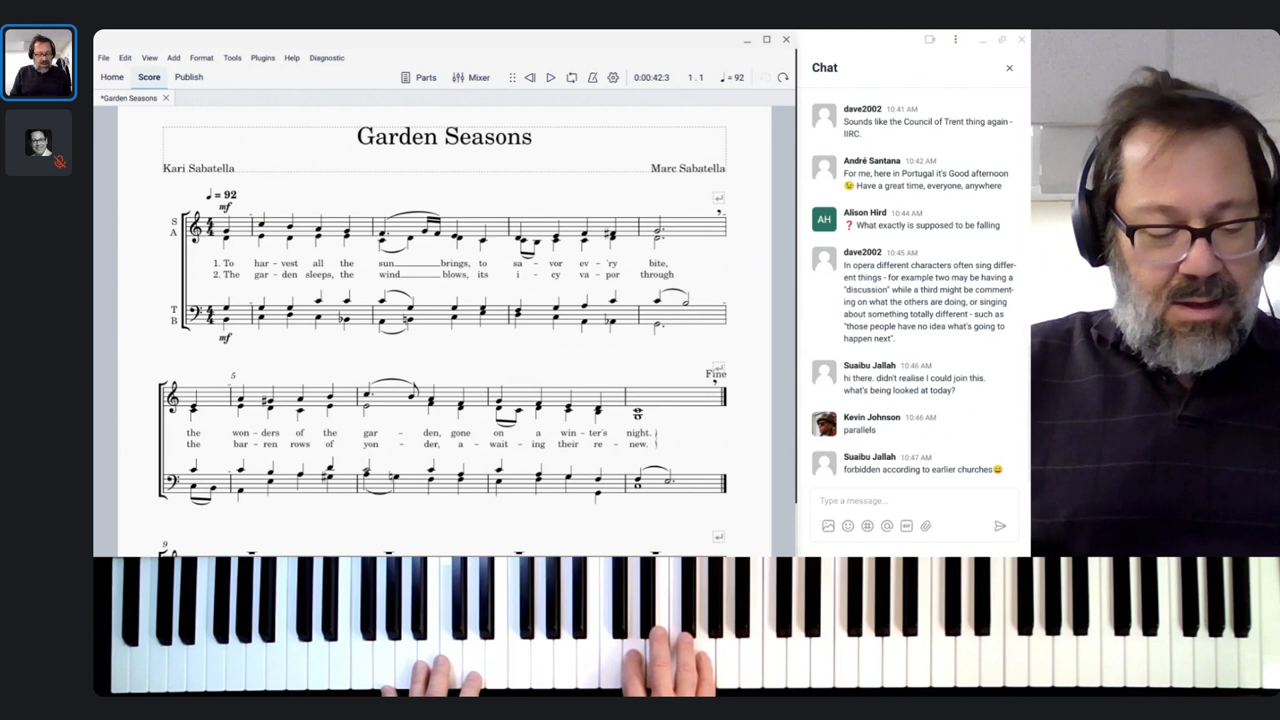 File Edit View Add Format Tools Plugins Help Diagnostic
Home Score Publish Parts Mixer 0:00:42:3 1 . 1 = 92
*Garden Seasons
Garden Seasons
Kari Sabatella Marc Sabatella
= 92
mf
S
A
1. To har - vest all the sun brings, to sa - vor ev - 'ry bite,
2. The gar - den sleeps, the wind blows, its i - cy va - por through
T
B
mf
5
Fine
the won - ders of the gar - den, gone on a win - ter's night.
the bar - ren rows of yon - der, a - wait - ing their re - new.
9
Chat
dave2002 10:41 AM
Sounds like the Council of Trent thing again -
IIRC.
André Santana 10:42 AM
For me, here in Portugal it's Good afternoon
😉 Have a great time, everyone, anywhere
AH
Alison Hird 10:44 AM
❓ What exactly is supposed to be falling
dave2002 10:45 AM
In opera different characters often sing differ-
ent things - for example two may be having a
"discussion" while a third might be comment-
ing on what the others are doing, or singing
about something totally different - such as
"those people have no idea what's going to
happen next".
Suaibu Jallah 10:46 AM
hi there. didn't realise I could join this.
what's being looked at today?
Kevin Johnson 10:46 AM
parallels
Suaibu Jallah 10:47 AM
forbidden according to earlier churches😄
Type a message...
GIF